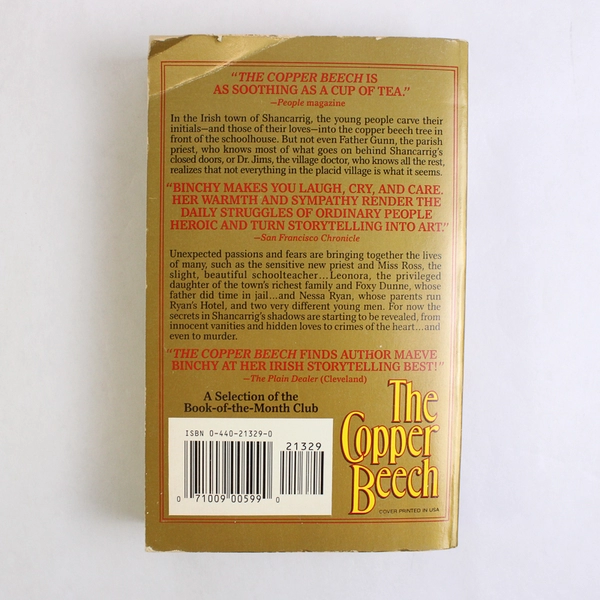 "THE COPPER BEECH IS
AS SOOTHING AS A CUP OF TEA."
—People magazine
In the Irish town of Shancarrig, the young people carve their
initials—and those of their loves—into the copper beech tree in
front of the schoolhouse. But not even Father Gunn, the parish
priest, who knows most of what goes on behind Shancarrig's
closed doors, or Dr. Jims, the village doctor, who knows all the rest,
realizes that not everything in the placid village is what it seems.
"BINCHY MAKES YOU LAUGH, CRY, AND CARE.
HER WARMTH AND SYMPATHY RENDER THE
DAILY STRUGGLES OF ORDINARY PEOPLE
HEROIC AND TURN STORYTELLING INTO ART."
—San Francisco Chronicle
Unexpected passions and fears are bringing together the lives
of many, such as the sensitive new priest and Miss Ross, the
slight, beautiful schoolteacher...Leonora, the privileged
daughter of the town's richest family and Foxy Dunne, whose
father did time in jail...and Nessa Ryan, whose parents run
Ryan's Hotel, and two very different young men. For now the
secrets in Shancarrig's shadows are starting to be revealed, from
innocent vanities and hidden loves to crimes of the heart...and
even to murder.
"THE COPPER BEECH FINDS AUTHOR MAEVE
BINCHY AT HER IRISH STORYTELLING BEST!"
—The Plain Dealer (Cleveland)
A Selection of the
Book-of-the-Month Club
ISBN 0-440-21329-0
21329
0 71009 00599 0
The
Copper
Beech
COVER PRINTED IN USA